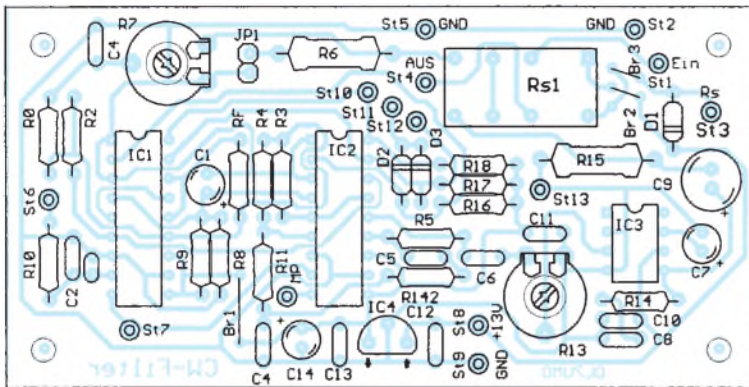 R7
St5
GND
GND
St2
C4
JP1
R6
AUS
St4
Rs1
Br3
Ein
St1
Rs
St3
St10
St11
St12
Br2
D1
R0
R2
IC1
C1
RF
R4
R3
IC2
D2
D3
R18
R17
R16
R15
St13
C9
St6
R10
C2
R9
R8
R11
MP
R5
C5
R142
C6
C11
IC3
C7
R14
C10
C8
R13
St7
Br1
C4
C14
C13
IC4
C12
St8
+13V
St9
GND
CW-Filter